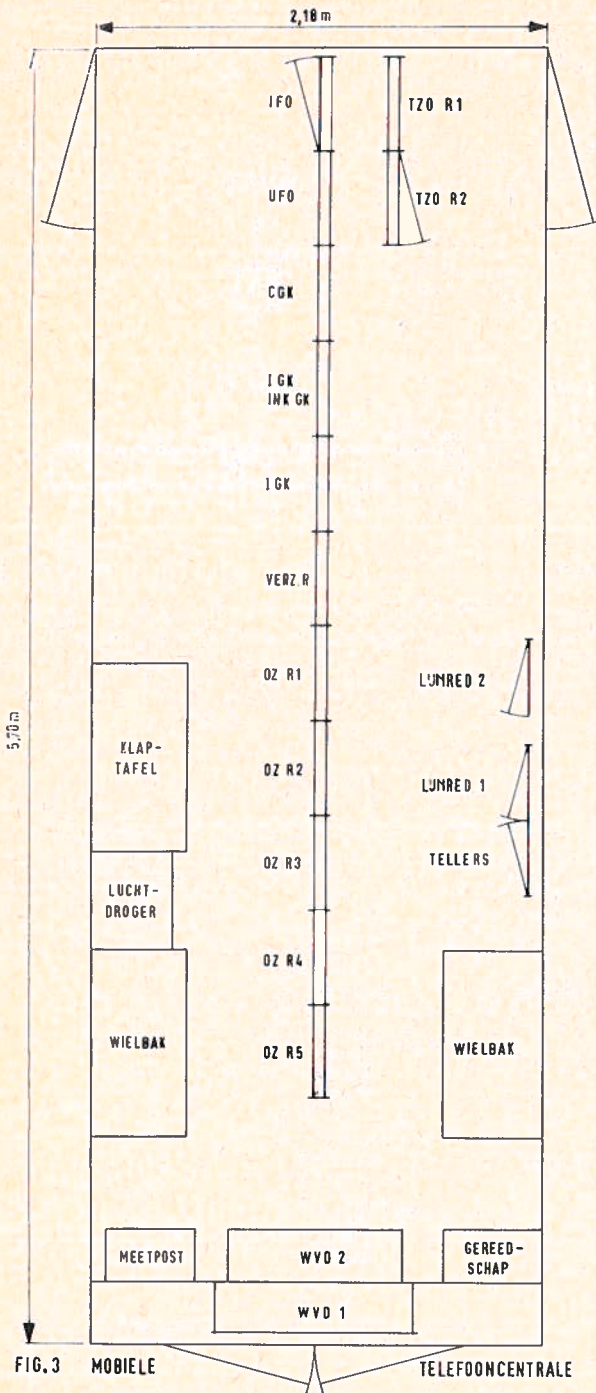 2,18 m
IFO
TZO R1
UFO
TZO R2
CGK
IGK
INK GK
IGK
VERZ.R
OZ R1
LIJNRED 2
KLAP-
TAFEL
OZ R2
LIJNRED 1
5,70 m
OZ R3
TELLERS
LUCHT-
DROGER
OZ R4
WIELBAK
OZ R5
WIELBAK
MEETPOST
WVD 2
GEREED-
SCHAP
WVD 1
FIG. 3 MOBIELE TELEFOONCENTRALE